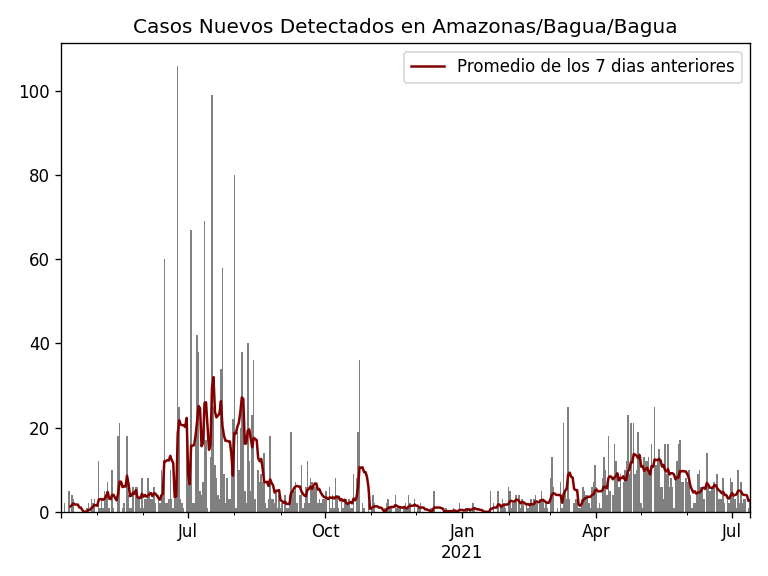 Casos Nuevos Detectados en Amazonas/Bagua/Bagua
Promedio de los 7 dias anteriores
100
80
60
40
20
0
Jul Oct Jan Apr Jul
2021